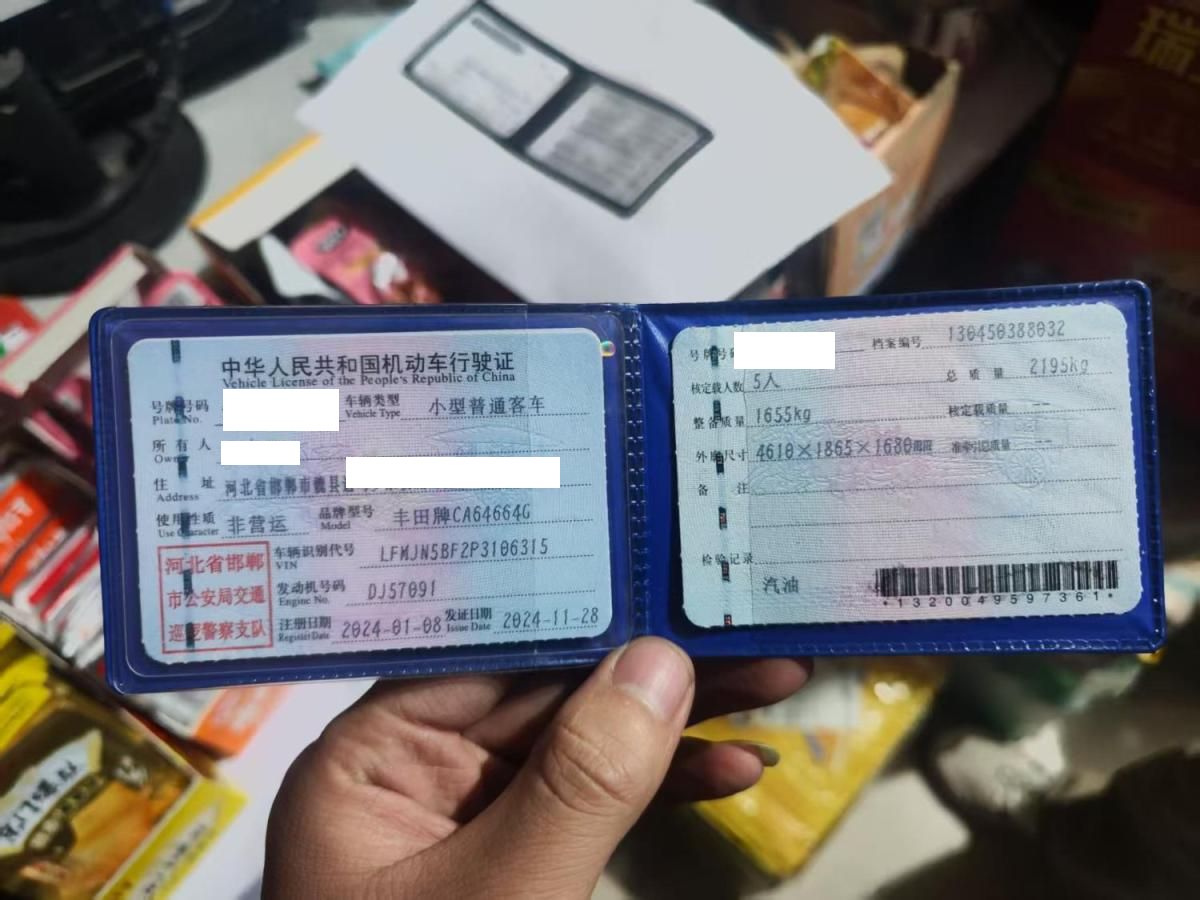 中华人民共和国机动车行驶证
Vehicle License of the People's Republic of China
号牌号码 车辆类型 小型普通客车
Plate No. Vehicle Type
所有人
Owner
住址 河北省邯郸市魏县
Address
使用性质 非营运 品牌型号 丰田牌CA64664G
Use Character Model
河北省邯郸
市公安局交通
巡逻警察支队
车辆识别代号 LFMJN5BF2P3106315
VIN
发动机号码 DJ57091
Engine No.
注册日期 2024-01-08 发证日期 2024-11-28
Register Date Issue Date
号牌号码 档案编号 130450388032
核定载人数 5人 总质量 2195kg
整备质量 1655kg 核定载质量 --
外廓尺寸 4610×1865×1680mm 准牵引总质量 --
备注
检验记录
汽油
*1320049597361*
瑞